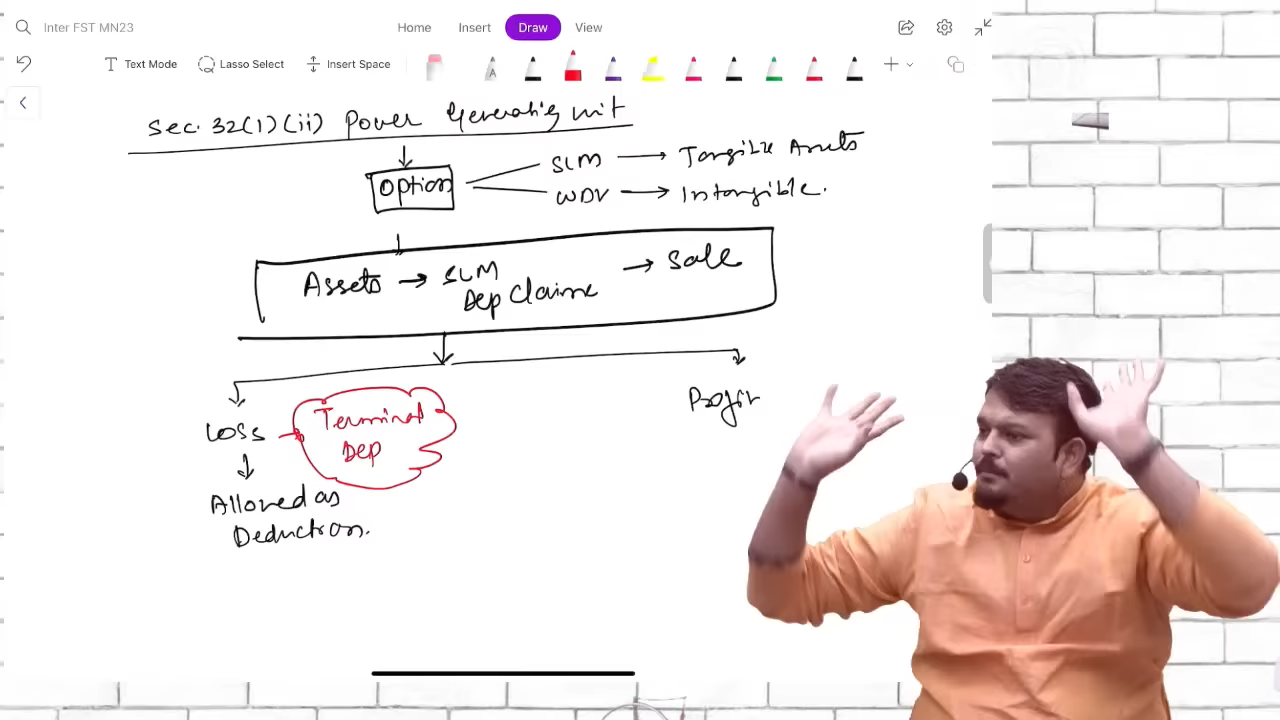 Inter FST MN23
Home Insert Draw View
Text Mode Lasso Select Insert Space
Sec. 32(1)(ii) Power Generating unit
Option
SLM → Tangible Assets
WDV → Intangible.
Assets → SLM → Sale
Dep Claime
Loss → Terminal Dep
Profit
↓
Allowed as
Deduction.